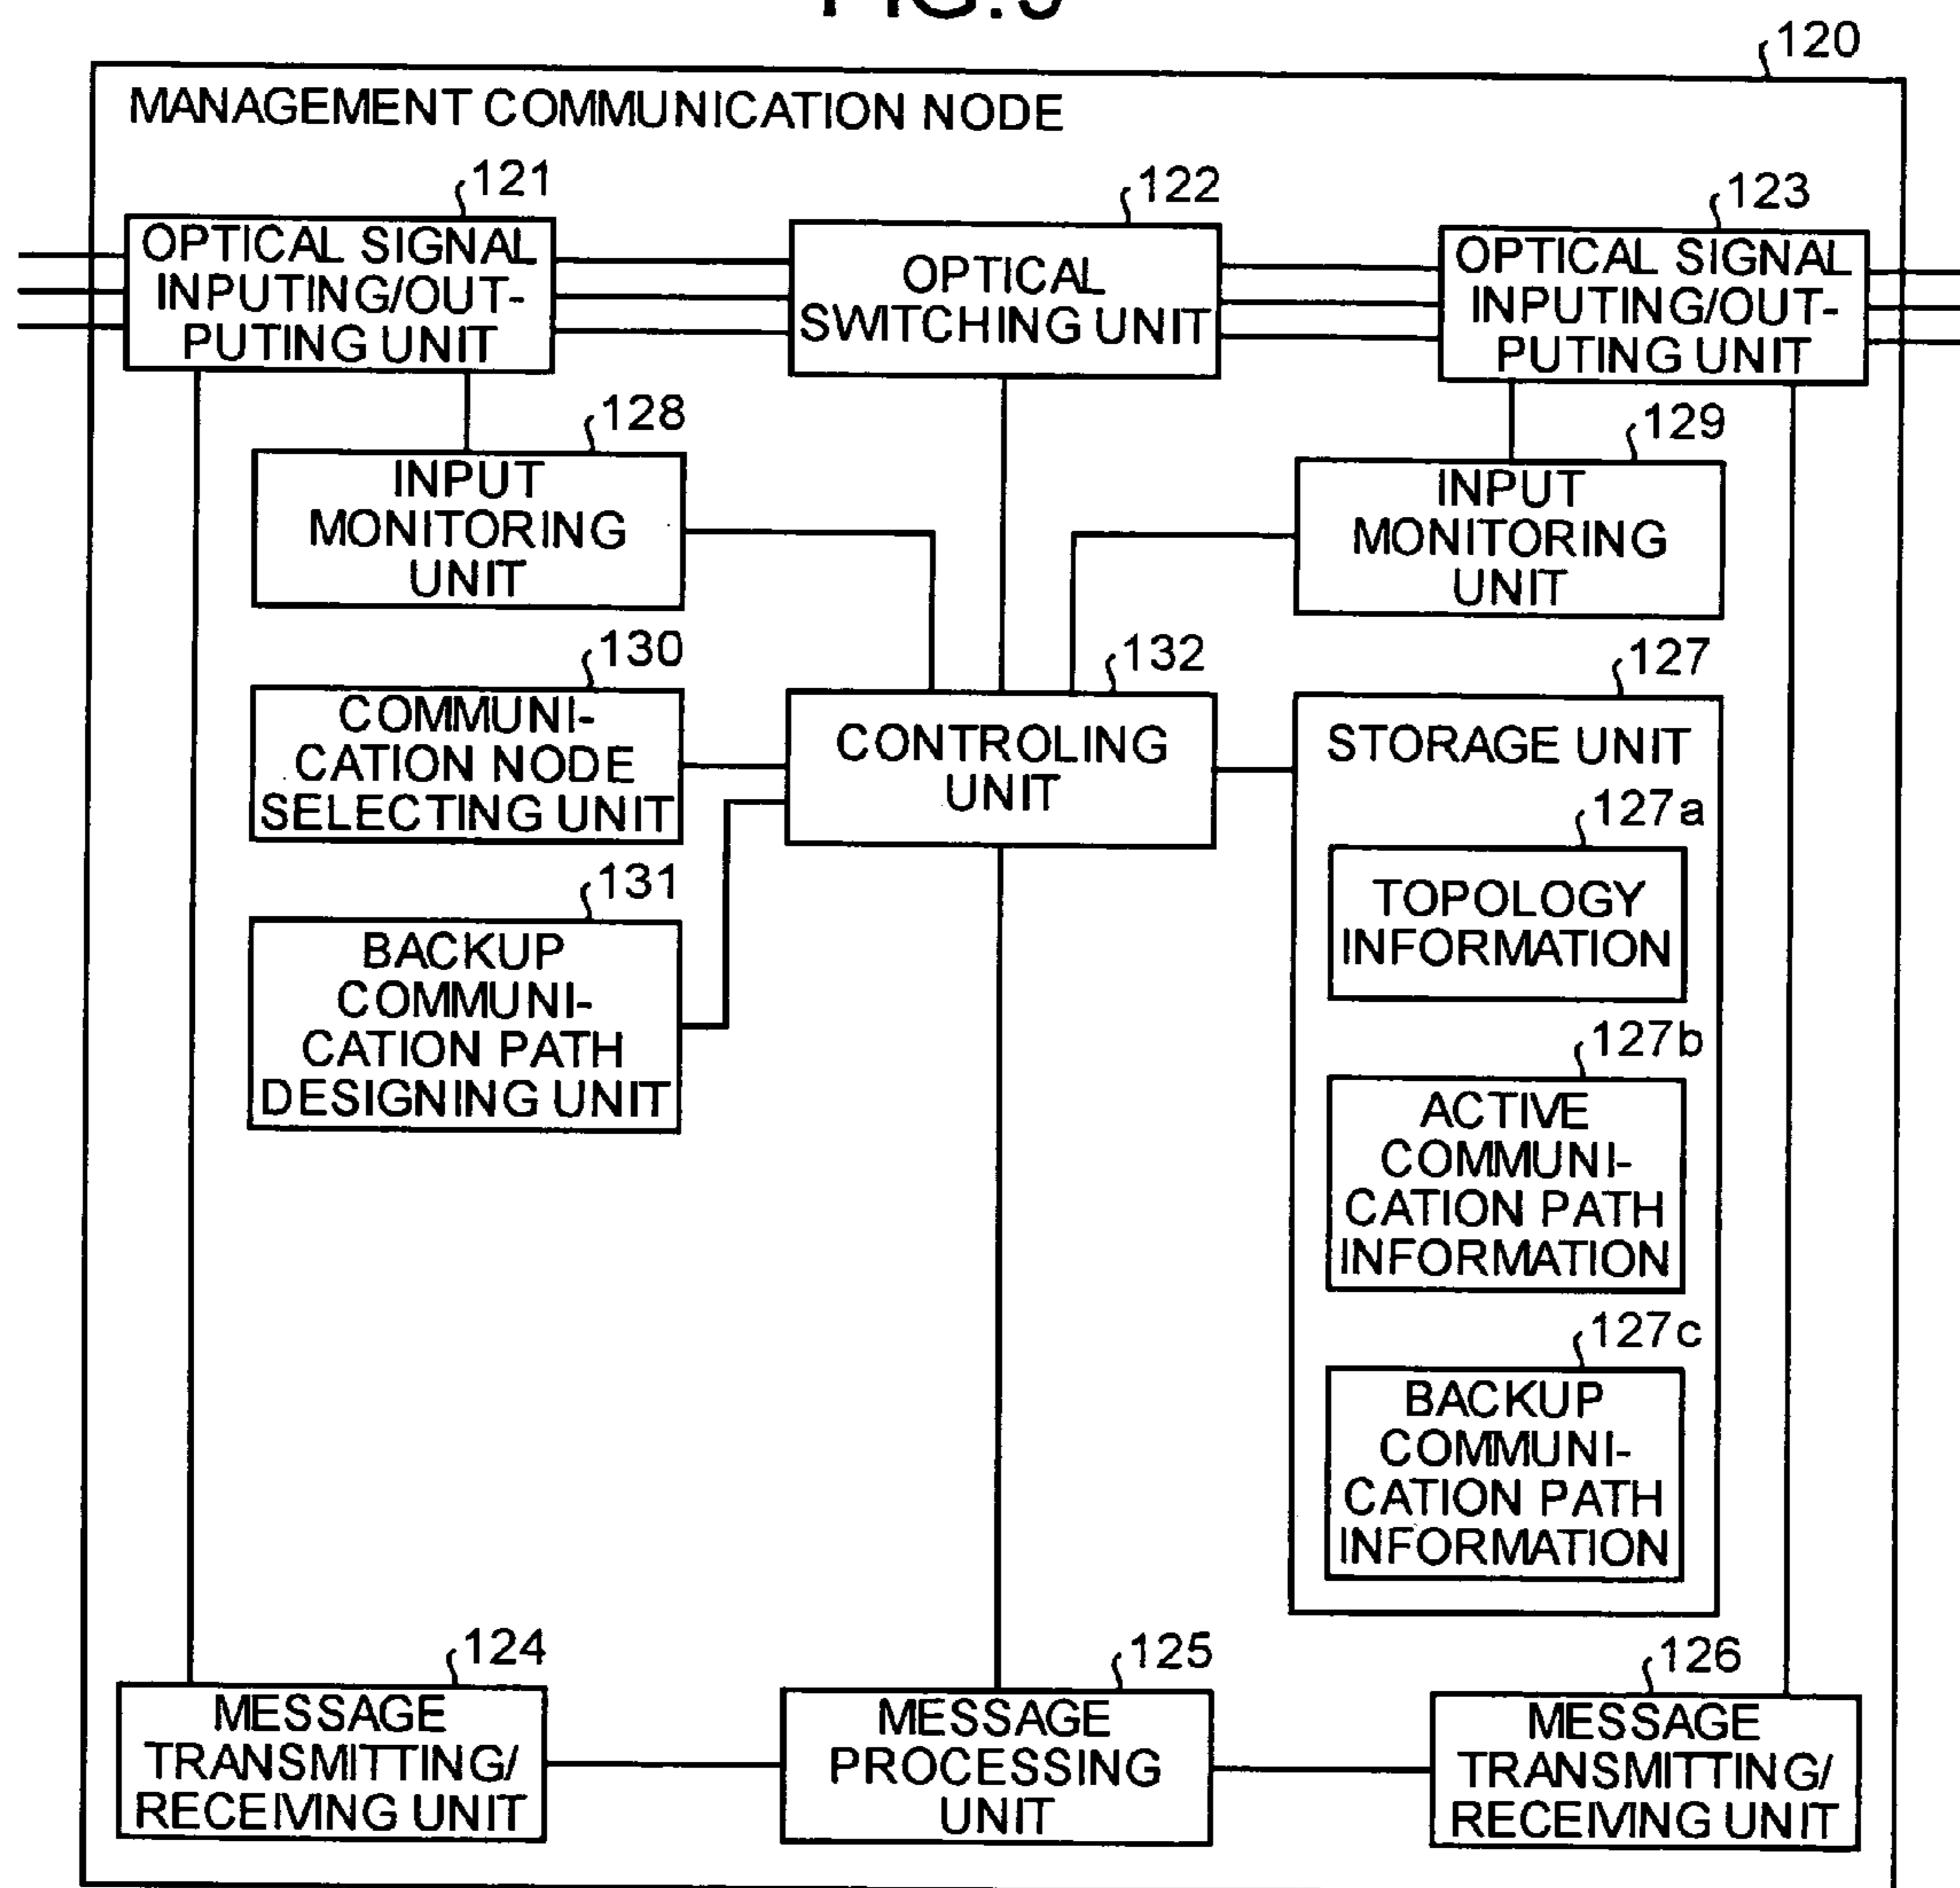 120
MANAGEMENT COMMUNICATION NODE
121
122
123
OPTICAL SIGNAL
INPUTING/OUT-
PUTING UNIT
OPTICAL
SWITCHING UNIT
OPTICAL SIGNAL
INPUTING/OUT-
PUTING UNIT
128
129
INPUT
MONITORING
UNIT
INPUT
MONITORING
UNIT
130
132
127
COMMUNI-
CATION NODE
SELECTING UNIT
CONTROLING
UNIT
STORAGE UNIT
127a
TOPOLOGY
INFORMATION
131
BACKUP
COMMUNI-
CATION PATH
DESIGNING UNIT
127b
ACTIVE
COMMUNI-
CATION PATH
INFORMATION
127c
BACKUP
COMMUNI-
CATION PATH
INFORMATION
124
125
126
MESSAGE
TRANSMITTING/
RECEIVING UNIT
MESSAGE
PROCESSING
UNIT
MESSAGE
TRANSMITTING/
RECEIVING UNIT